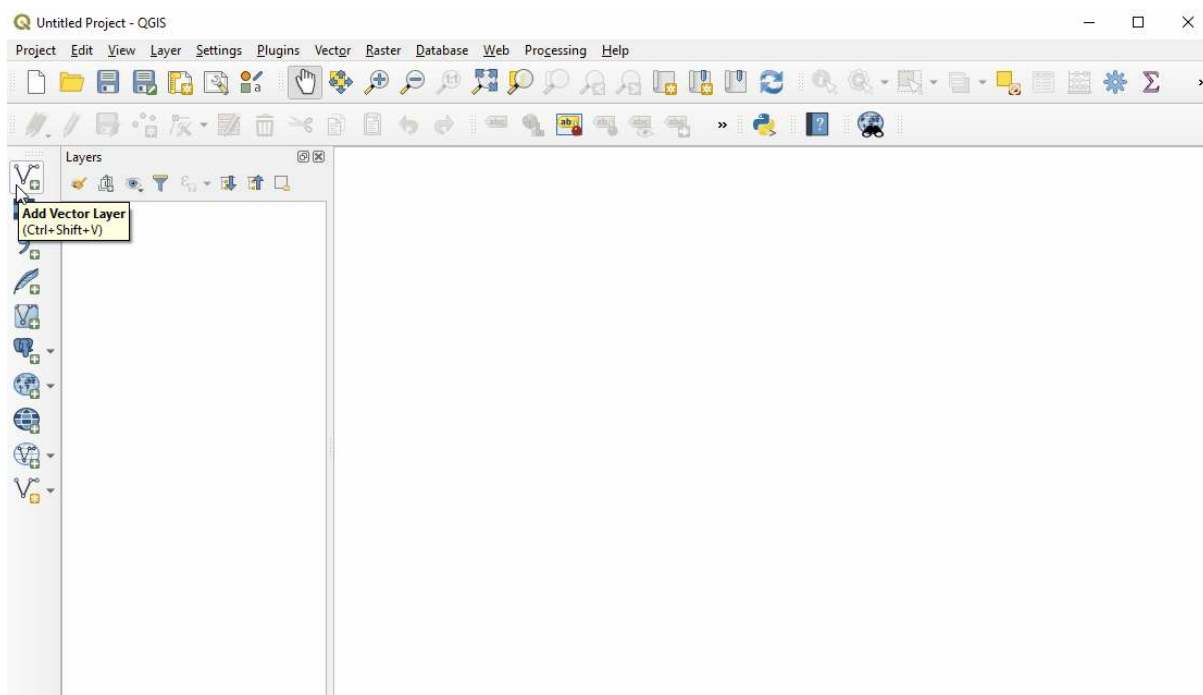 Untitled Project - QGIS
Project Edit View Layer Settings Plugins Vector Raster Database Web Processing Help
Layers
Add Vector Layer
(Ctrl+Shift+V)